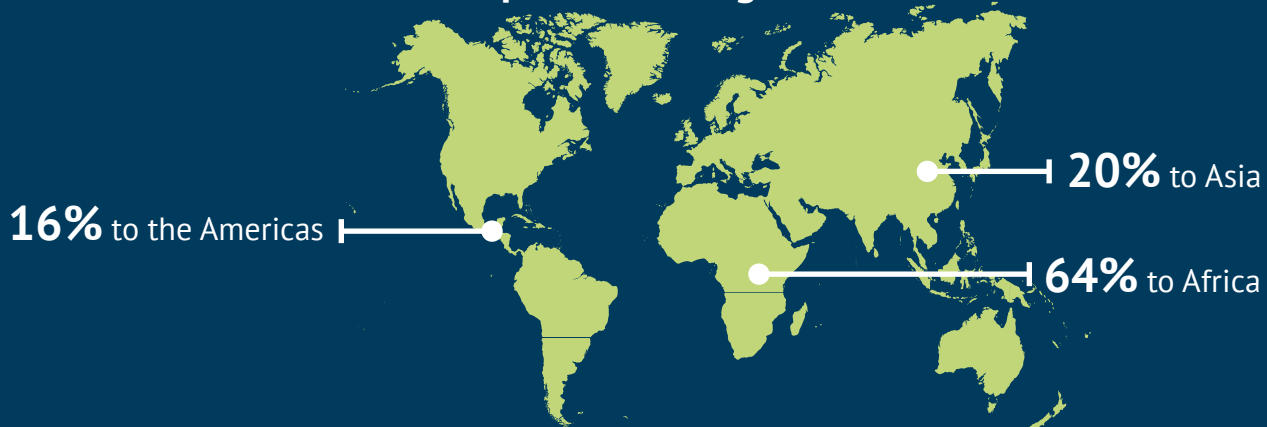 16% to the Americas
20% to Asia
64% to Africa